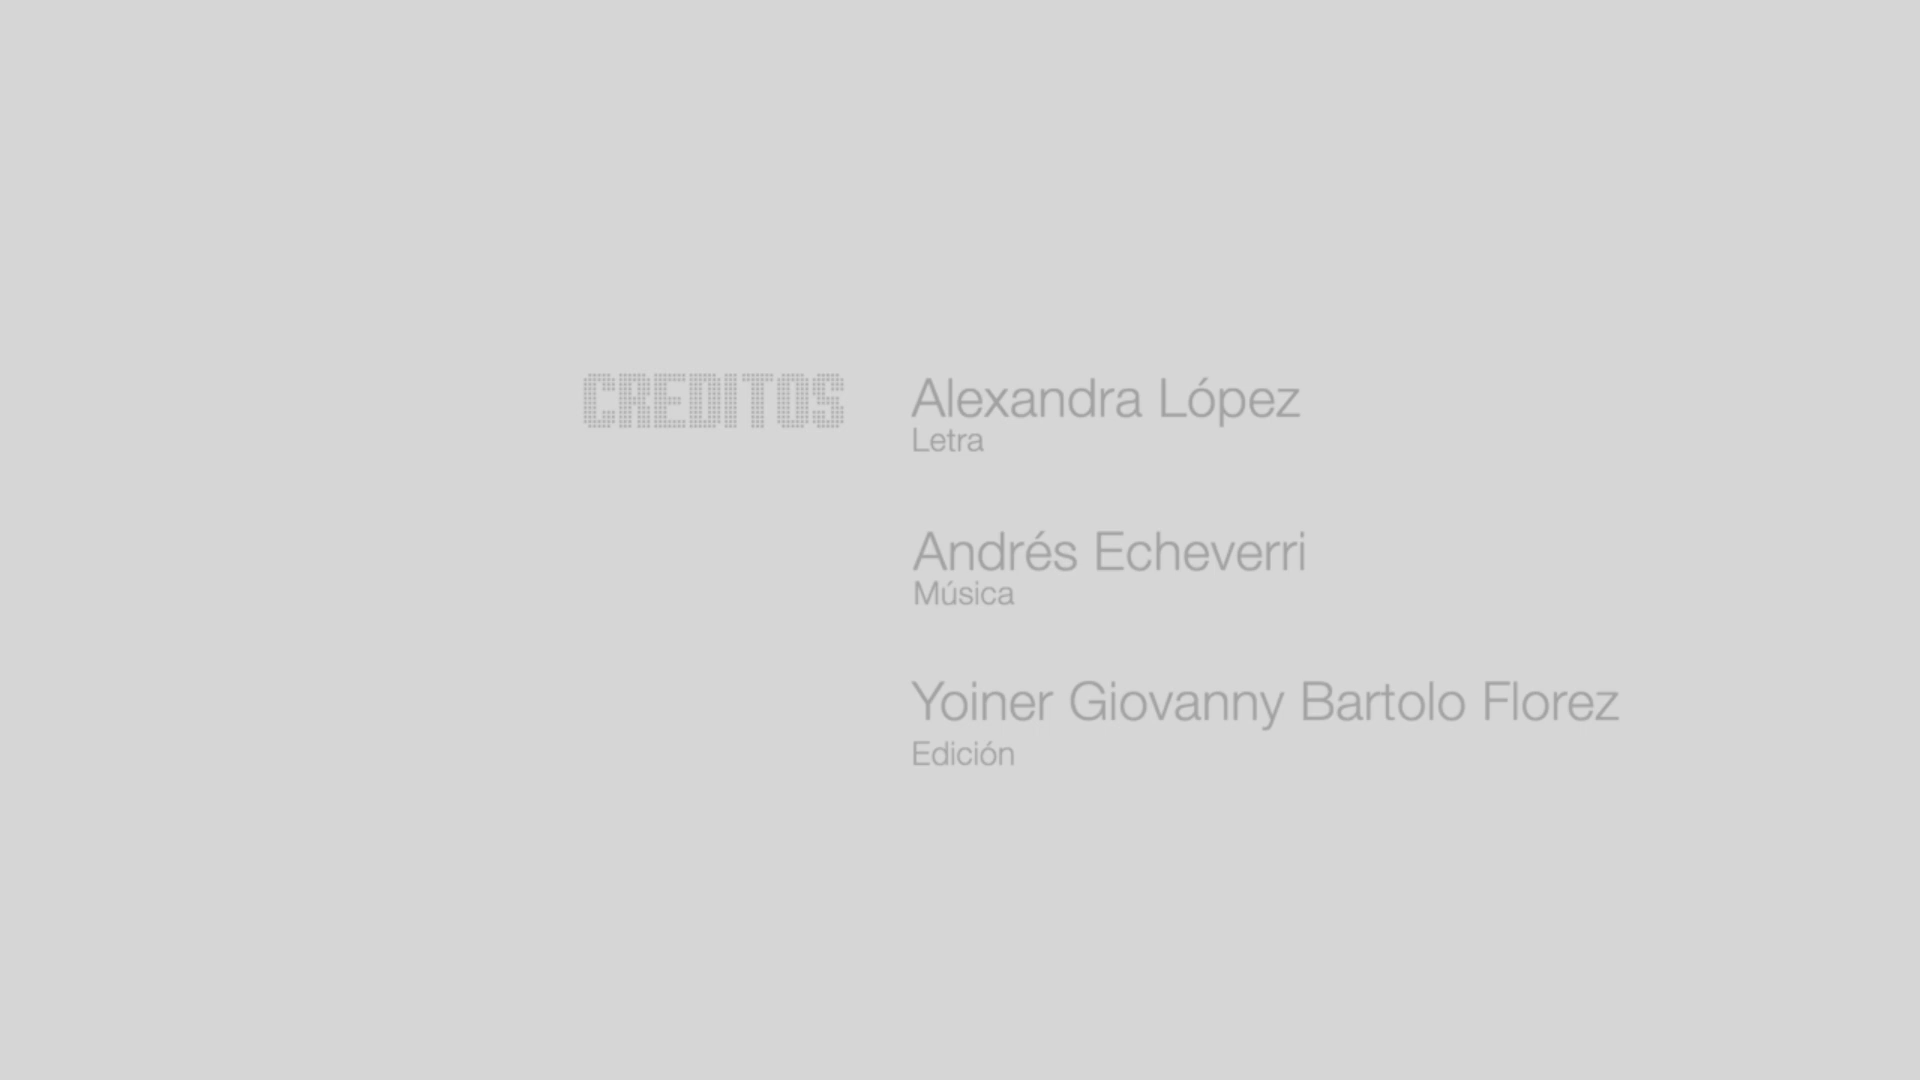 CREDITOS
Alexandra López
Letra
Andrés Echeverri
Música
Yoiner Giovanny Bartolo Florez
Edición